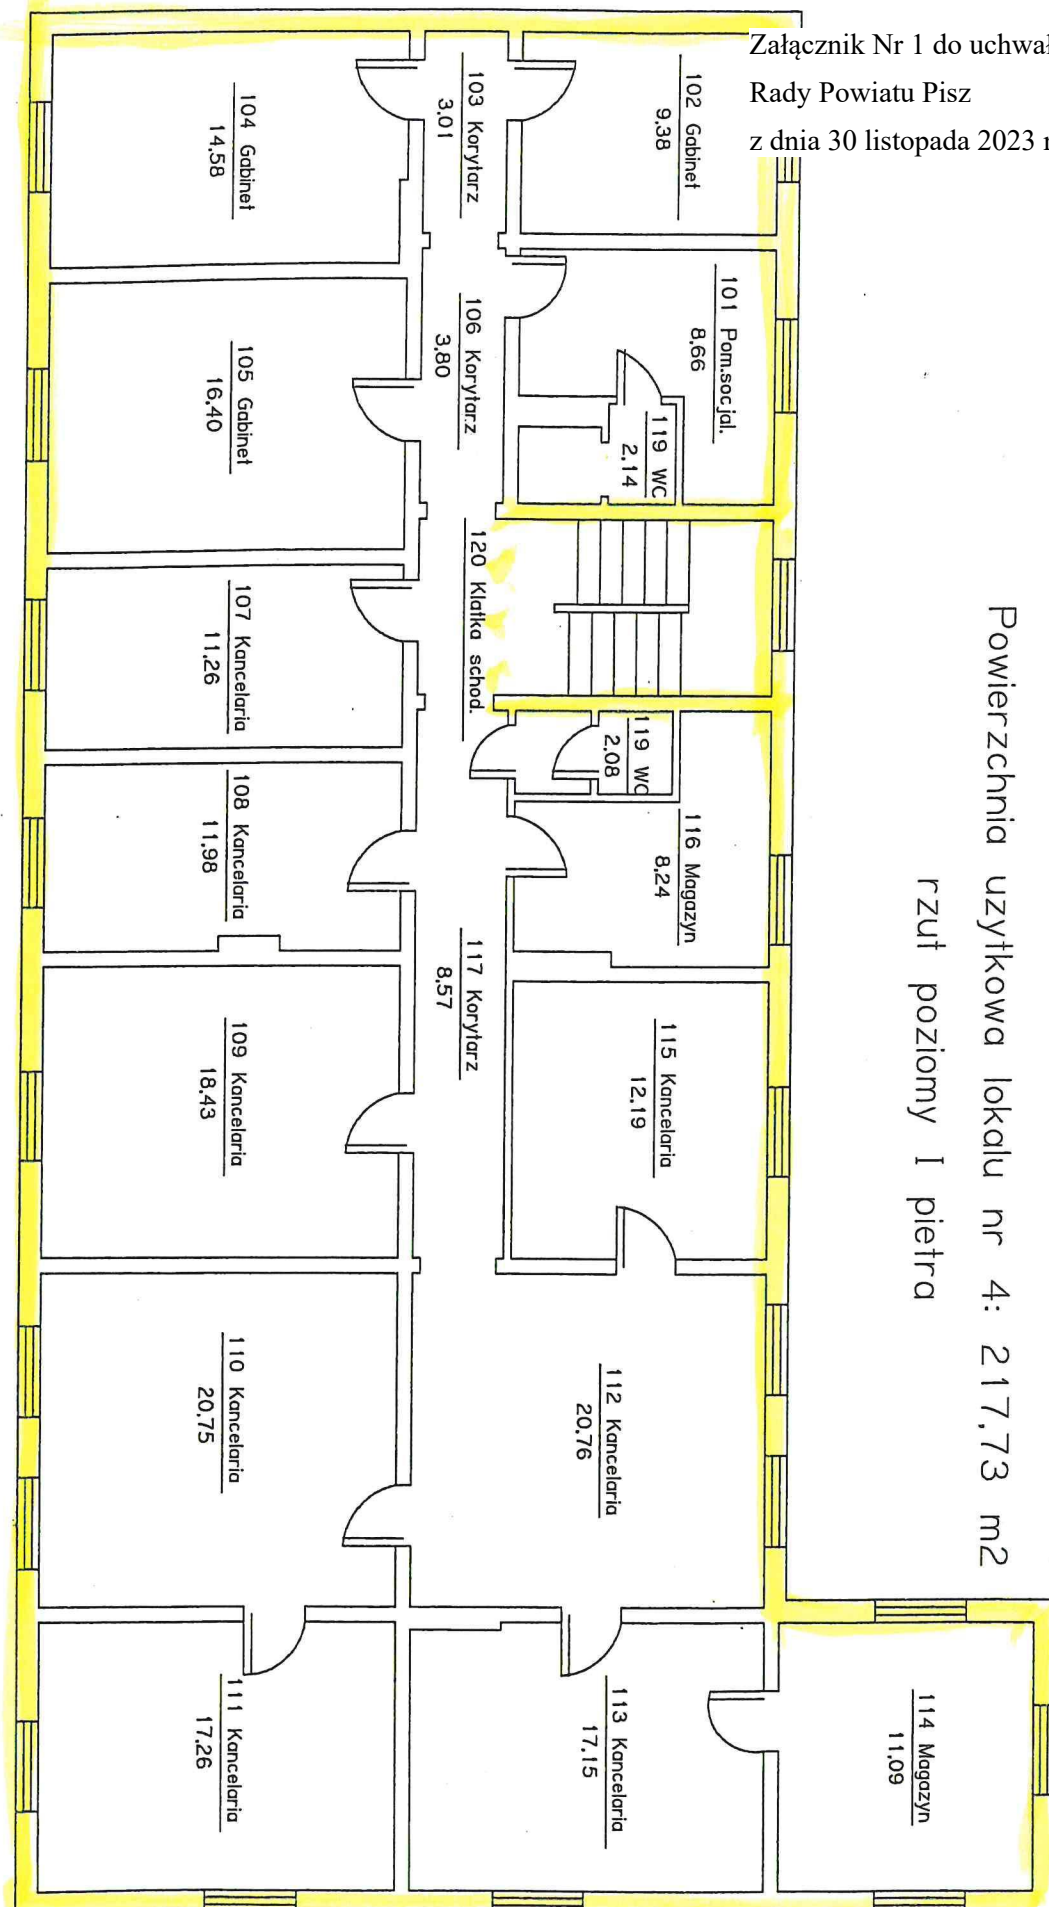 Załącznik Nr 1 do uchwał
Rady Powiatu Pisz
z dnia 30 listopada 2023 r
Powierzchnia uzytkowa lokalu nr 4: 217,73 m2
rzut poziomy I pietra
102 Gabinet
9,38
103 Korytarz
3,01
104 Gabinet
14,58
101 Pom.socjal.
8,66
119 WC
2,14
106 Korytarz
3,80
105 Gabinet
16,40
120 Klatka schod.
107 Kancelaria
11,26
119 WC
2,08
116 Magazyn
8,24
108 Kancelaria
11,98
117 Korytarz
8,57
115 Kancelaria
12,19
109 Kancelaria
18,43
112 Kancelaria
20,76
110 Kancelaria
20,75
114 Magazyn
11,09
113 Kancelaria
17,15
111 Kancelaria
17,26